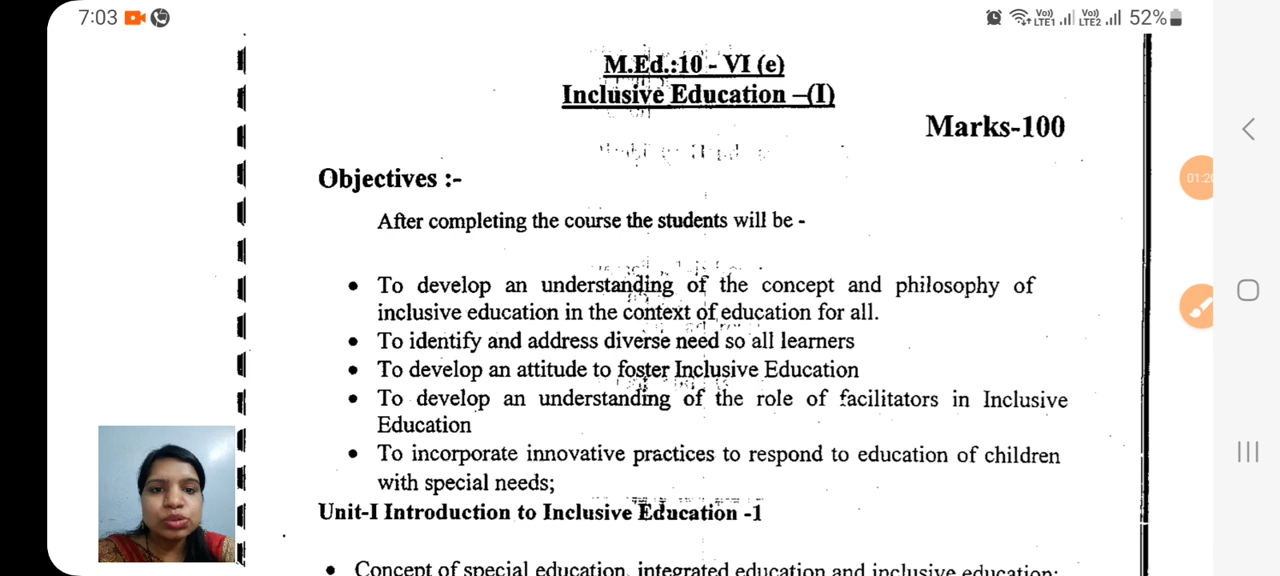 7:03
Vo)) LTE1 Vo)) LTE2 52%
M.Ed.:10 - VI (e)
Inclusive Education –(I)
Marks-100
Objectives :-
After completing the course the students will be -
• To develop an understanding of the concept and philosophy of
inclusive education in the context of education for all.
• To identify and address diverse need so all learners
• To develop an attitude to foster Inclusive Education
• To develop an understanding of the role of facilitators in Inclusive
Education
• To incorporate innovative practices to respond to education of children
with special needs;
Unit-I Introduction to Inclusive Education -1
• Concept of special education, integrated education and inclusive education;